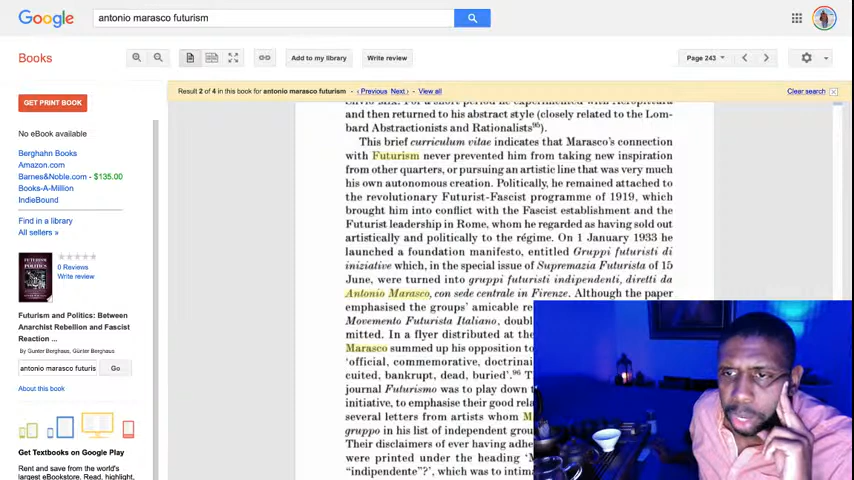 Google
antonio marasco futurism
Books
Add to my library
Write review
Page 243
Result 2 of 4 in this book for antonio marasco futurism - ‹ Previous Next › - View all
Clear search
GET PRINT BOOK
No eBook available
Berghahn Books
Amazon.com
Barnes&Noble.com - $135.00
Books-A-Million
IndieBound
Find in a library
All sellers »
0 Reviews
Write review
Futurism and Politics: Between
Anarchist Rebellion and Fascist
Reaction ...
By Gunter Berghaus, Günter Berghaus
antonio marasco futuris
Go
About this book
Get Textbooks on Google Play
Rent and save from the world's
largest eBookstore. Read, highlight,
and then returned to his abstract style (closely related to the Lom-
bard Abstractionists and Rationalists⁹⁵).
This brief curriculum vitae indicates that Marasco's connection
with Futurism never prevented him from taking new inspiration
from other quarters, or pursuing an artistic line that was very much
his own autonomous creation. Politically, he remained attached to
the revolutionary Futurist-Fascist programme of 1919, which
brought him into conflict with the Fascist establishment and the
Futurist leadership in Rome, whom he regarded as having sold out
artistically and politically to the régime. On 1 January 1933 he
launched a foundation manifesto, entitled Gruppi futuristi di
iniziative which, in the special issue of Supremazia Futurista of 15
June, were turned into gruppi futuristi indipendenti, diretti da
Antonio Marasco, con sede centrale in Firenze. Although the paper
emphasised the groups' amicable re
Movimento Futurista Italiano, doub
mitted. In a flyer distributed at the
Marasco summed up his opposition to
'official, commemorative, doctrinai
cuited, bankrupt, dead, buried'.⁹⁶ T
journal Futurismo was to play down t
initiative, to emphasise their good rela
several letters from artists whom M
gruppo in his list of independent grou
Their disclaimers of ever having adhe
were printed under the heading '
"indipendente"?', which was to intim